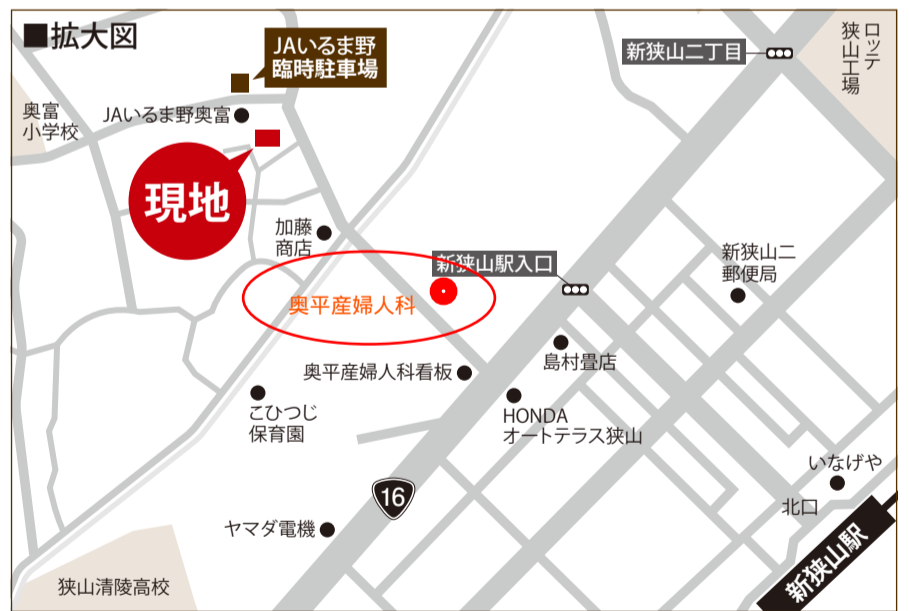 ■拡大図
JAいるま野
臨時駐車場
新狭山二丁目
ロッテ
狭山工場
奥富
小学校
JAいるま野奥富
現地
加藤
商店
新狭山駅入口
新狭山二
郵便局
奥平産婦人科
島村畳店
奥平産婦人科看板
HONDA
オートテラス狭山
こひつじ
保育園
いなげや
16
北口
ヤマダ電機
新狭山駅
狭山清陵高校